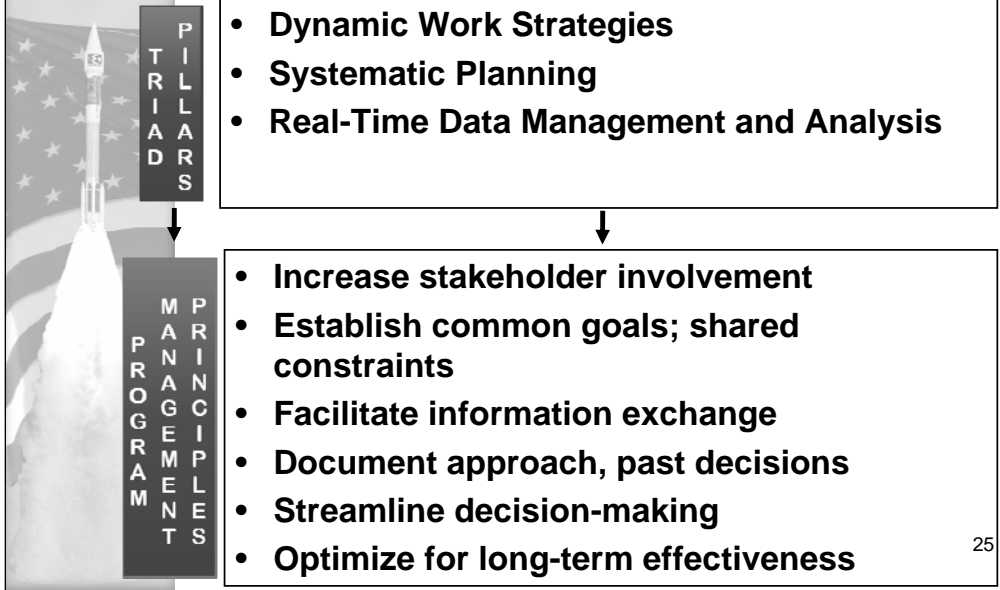 TRIAD
PILLARS
• Dynamic Work Strategies
• Systematic Planning
• Real-Time Data Management and Analysis
PROGRAM
MANAGEMENT
PRINCIPLES
• Increase stakeholder involvement
• Establish common goals; shared
constraints
• Facilitate information exchange
• Document approach, past decisions
• Streamline decision-making
• Optimize for long-term effectiveness
25